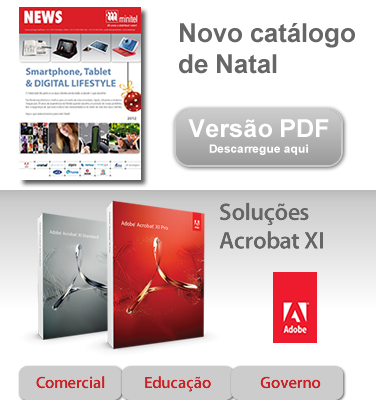 NEWS
minitel
Smartphone, Tablet
& DIGITAL LIFESTYLE
2012
Novo catálogo
de Natal
Versão PDF
Descarregue aqui
Soluções
Acrobat XI
Adobe Acrobat XI Standard
Adobe Acrobat XI Pro
Adobe
Comercial
Educação
Governo